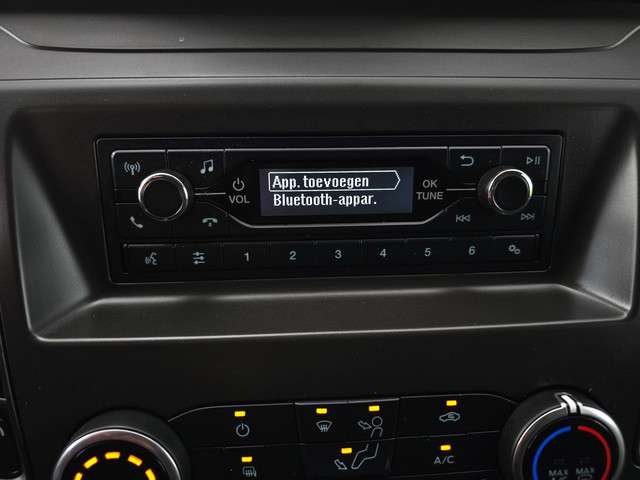 App. toevoegen
Bluetooth-appar.
VOL
OK
TUNE
1 2 3 4 5 6
A/C
MAX
MAX